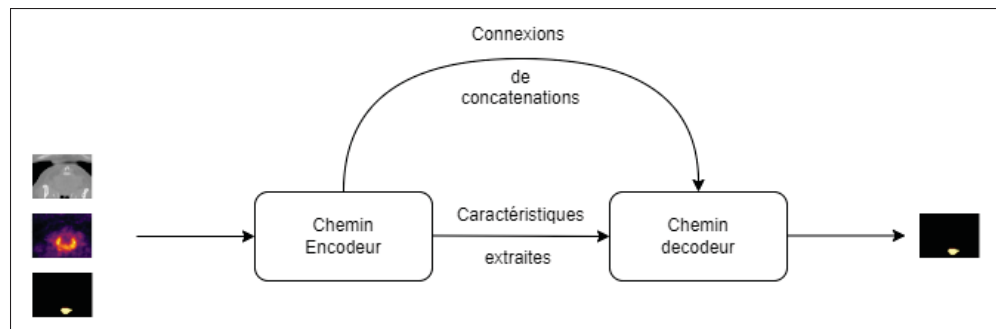 Connexions
de
concatenations
Chemin
Encodeur
Caractéristiques
extraites
Chemin
decodeur